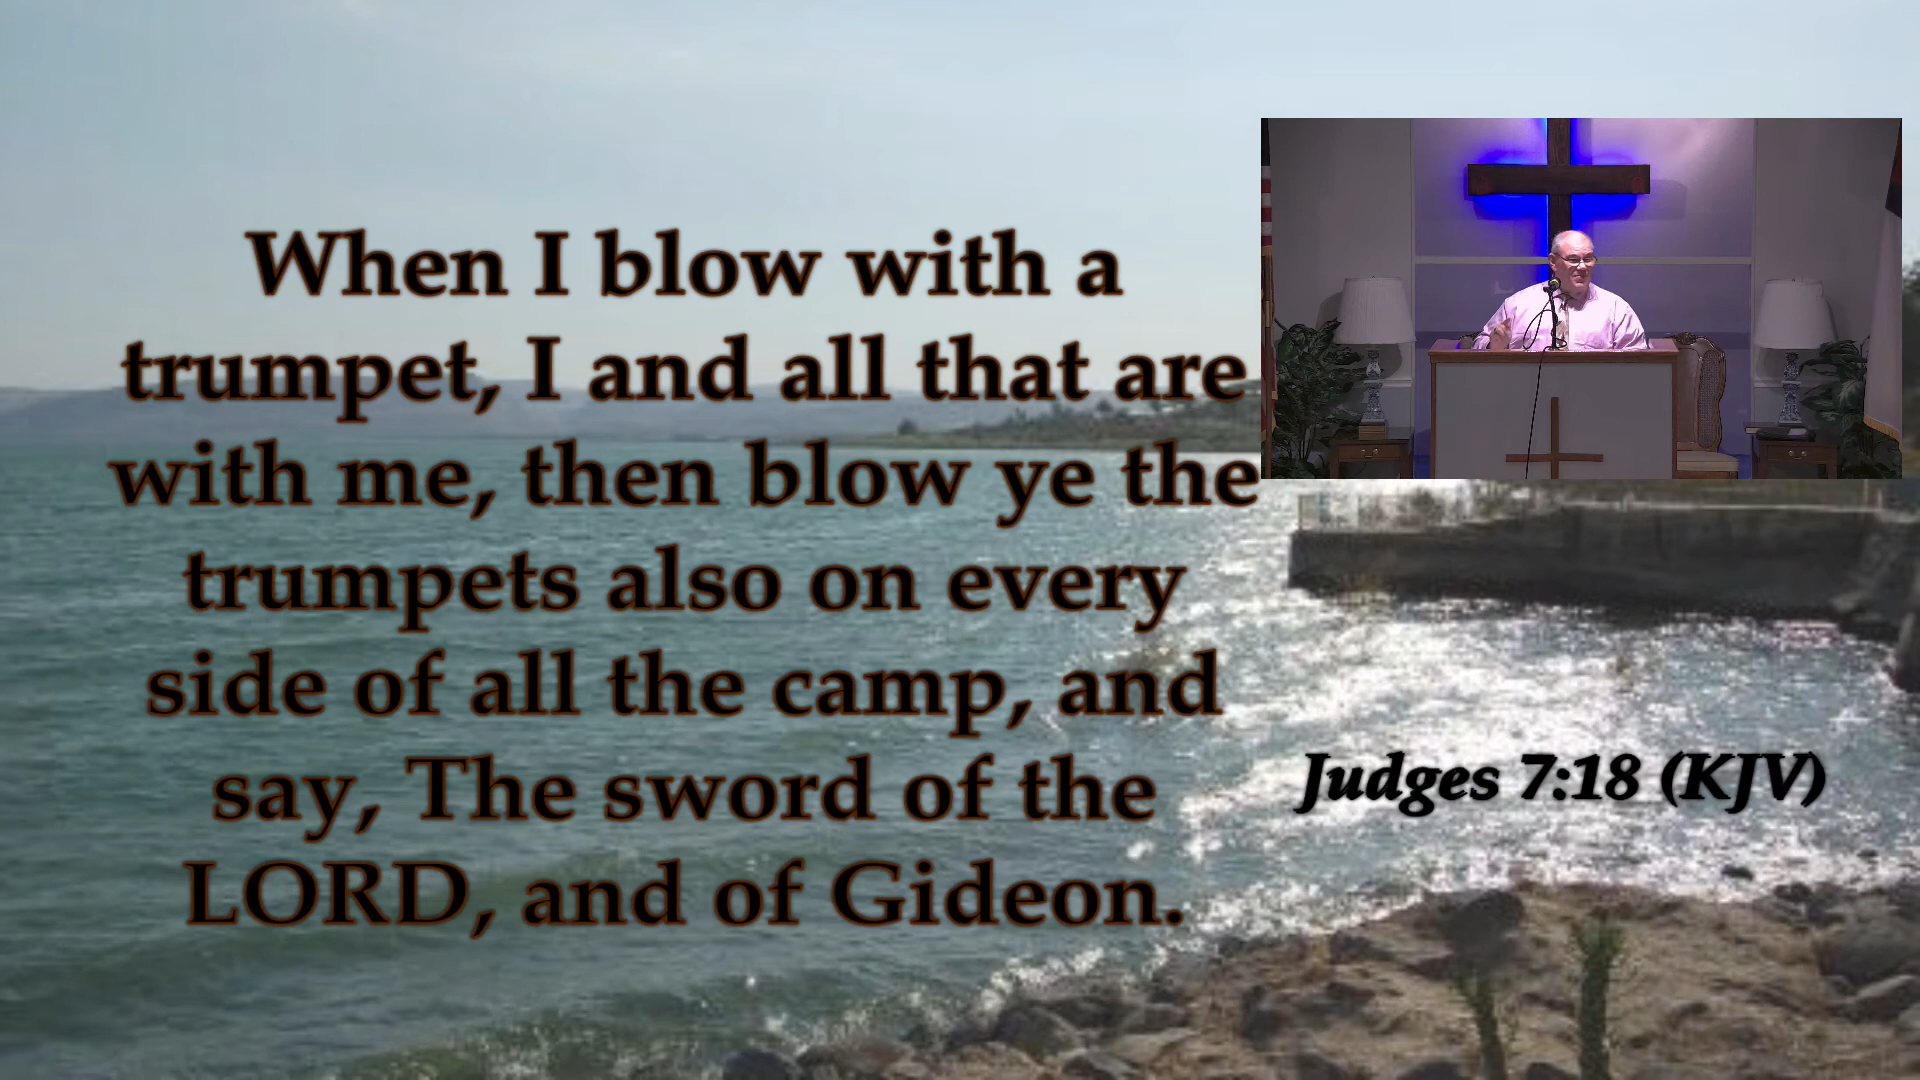 When I blow with a
trumpet, I and all that are
with me, then blow ye the
trumpets also on every
side of all the camp, and
say, The sword of the
LORD, and of Gideon.
Judges 7:18 (KJV)